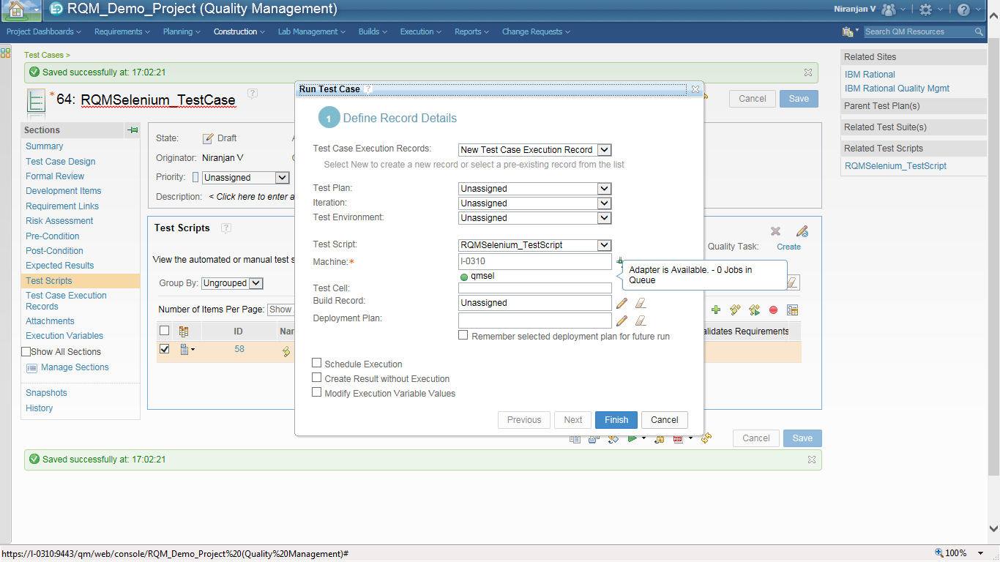 RQM_Demo_Project (Quality Management)
Niranjan V
Project Dashboards
Requirements
Planning
Construction
Lab Management
Builds
Execution
Reports
Change Requests
Search QM Resources
Test Cases >
Saved successfully at: 17:02:21
*64: RQMSelenium_TestCase ?
Cancel
Save
Sections
Summary
Test Case Design
Formal Review
Development Items
Requirement Links
Risk Assessment
Pre-Condition
Post-Condition
Expected Results
Test Scripts
Test Case Execution
Records
Attachments
Execution Variables
Show All Sections
Manage Sections
Snapshots
History
State: Draft
Originator: Niranjan V
Priority: Unassigned
Description: < Click here to enter a
Test Scripts ?
View the automated or manual test s
Group By: Ungrouped
Number of Items Per Page: Show
ID
Nar
58
Quality Task: Create
alidates Requirements
Run Test Case ?
1 Define Record Details
Test Case Execution Records: New Test Case Execution Record
Select New to create a new record or select a pre-existing record from the list
Test Plan: Unassigned
Iteration: Unassigned
Test Environment: Unassigned
Test Script: RQMSelenium_TestScript
Machine:* I-0310
qmsel
Adapter is Available. - 0 Jobs in
Queue
Test Cell:
Build Record: Unassigned
Deployment Plan:
Remember selected deployment plan for future run
Schedule Execution
Create Result without Execution
Modify Execution Variable Values
Previous
Next
Finish
Cancel
Cancel
Save
Saved successfully at: 17:02:21
Related Sites
IBM Rational
IBM Rational Quality Mgmt
Parent Test Plan(s)
Related Test Suite(s)
Related Test Scripts
RQMSelenium_TestScript
https://I-0310:9443/qm/web/console/RQM_Demo_Project%20(Quality%20Management)#
100%